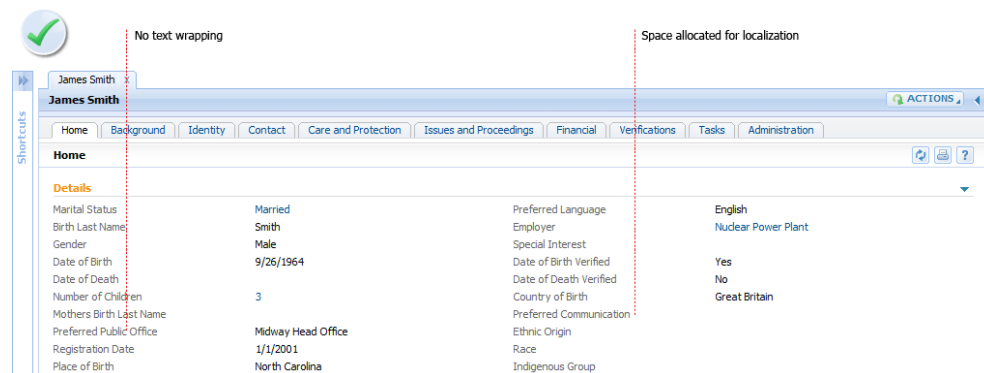 No text wrapping
Space allocated for localization
James Smith x
James Smith
ACTIONS
Shortcuts
Home Background Identity Contact Care and Protection Issues and Proceedings Financial Verifications Tasks Administration
Home ?
Details
Marital Status Married Preferred Language English
Birth Last Name Smith Employer Nuclear Power Plant
Gender Male Special Interest
Date of Birth 9/26/1964 Date of Birth Verified Yes
Date of Death Date of Death Verified No
Number of Children 3 Country of Birth Great Britain
Mothers Birth Last Name Preferred Communication
Preferred Public Office Midway Head Office Ethnic Origin
Registration Date 1/1/2001 Race
Place of Birth North Carolina Indigenous Group